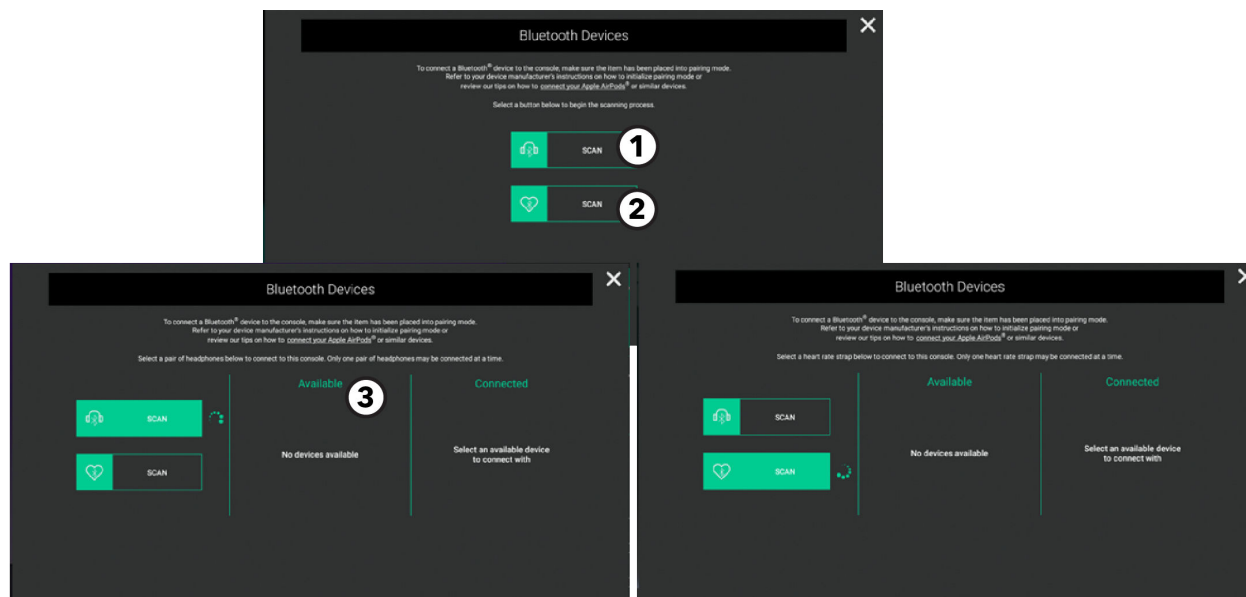 Bluetooth Devices
To connect a Bluetooth® device to the console, make sure the item has been placed into pairing mode.
Refer to your device manufacturer's instructions on how to initialize pairing mode or
review our tips on how to connect your Apple AirPods® or similar devices.
Select a button below to begin the scanning process.
SCAN 1
SCAN 2
Bluetooth Devices
To connect a Bluetooth® device to the console, make sure the item has been placed into pairing mode.
Refer to your device manufacturer's instructions on how to initialize pairing mode or
review our tips on how to connect your Apple AirPods® or similar devices.
Select a pair of headphones below to connect to this console. Only one pair of headphones may be connected at a time.
Available 3
Connected
SCAN
No devices available
Select an available device
to connect with
SCAN
Bluetooth Devices
To connect a Bluetooth® device to the console, make sure the item has been placed into pairing mode.
Refer to your device manufacturer's instructions on how to initialize pairing mode or
review our tips on how to connect your Apple AirPods® or similar devices.
Select a heart rate strap below to connect to this console. Only one heart rate strap may be connected at a time.
Available
Connected
SCAN
No devices available
Select an available device
to connect with
SCAN